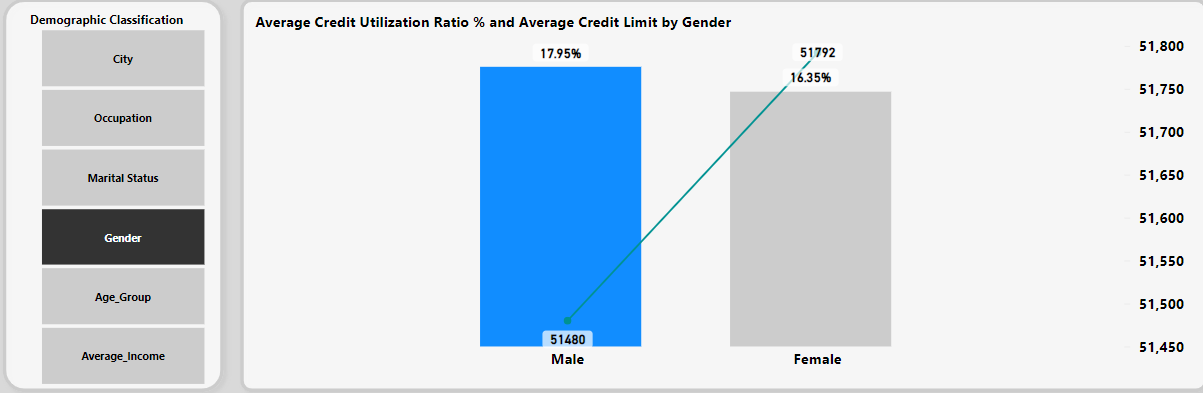 Demographic Classification
City
Occupation
Marital Status
Gender
Age_Group
Average_Income
Average Credit Utilization Ratio % and Average Credit Limit by Gender
17.95%
51792
16.35%
51480
Male
Female
51,800
51,750
51,700
51,650
51,600
51,550
51,500
51,450